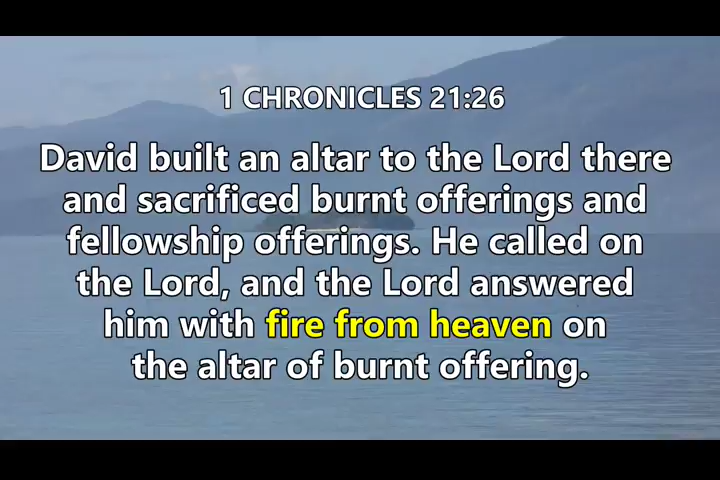 1 CHRONICLES 21:26
David built an altar to the Lord there
and sacrificed burnt offerings and
fellowship offerings. He called on
the Lord, and the Lord answered
him with fire from heaven on
the altar of burnt offering.